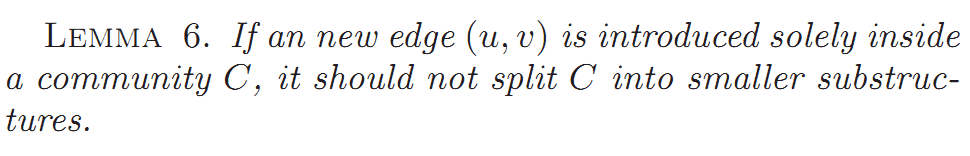 LEMMA 6. If an new edge (u, v) is introduced solely inside
a community C, it should not split C into smaller substruc-
tures.